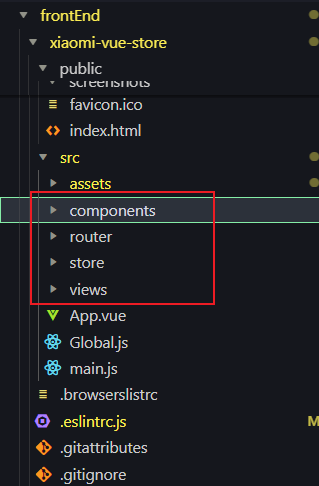 frontEnd
xiaomi-vue-store
public
screenshots
favicon.ico
index.html
src
assets
components
router
store
views
App.vue
Global.js
main.js
.browserslistrc
.eslintrc.js
M
.gitattributes
.gitignore